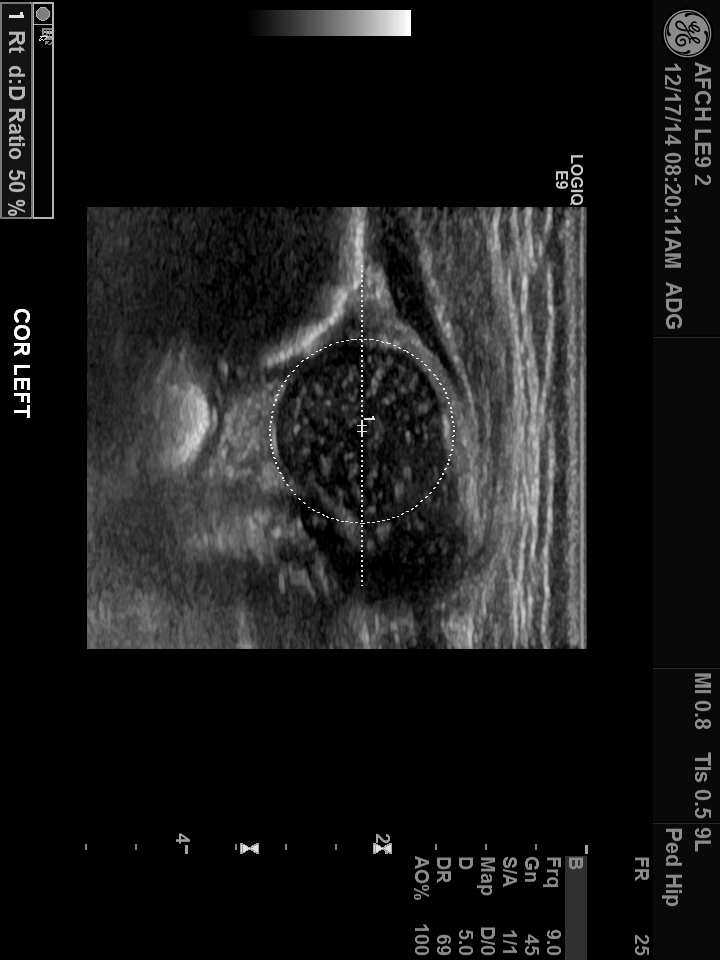 AFCH LE9 2
12/17/14 08:20:11AM ADG
MI 0.8 TIs 0.5 9L
Ped Hip
LOGIQ
E9
FR 25
B
Frq 9.0
Gn 45
S/A 1/1
Map D/0
D 5.0
DR 69
AO% 100
1
2
4
COR LEFT
1 Rt d:D Ratio 50 %